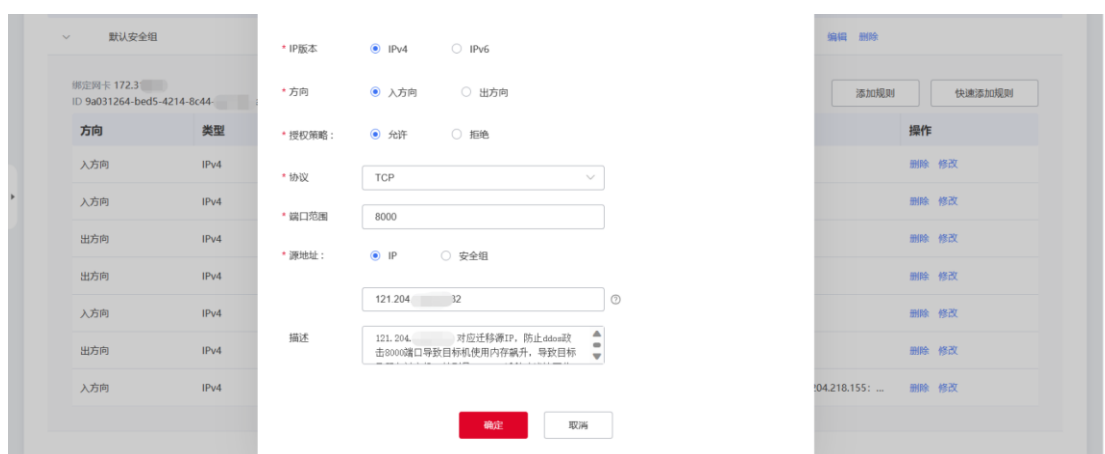 默认安全组
编辑 删除
* IP版本 IPv4 IPv6
绑定网卡 172.3
ID 9a031264-bed5-4214-8c44-
* 方向 入方向 出方向
添加规则 快速添加规则
方向 类型 操作
* 授权策略： 允许 拒绝
入方向 IPv4 删除 修改
* 协议 TCP
入方向 IPv4 删除 修改
* 端口范围 8000
出方向 IPv4 删除 修改
* 源地址： IP 安全组
出方向 IPv4 删除 修改
121.204. 32
入方向 IPv4 删除 修改
描述 121.204. 对应迁移源IP，防止ddos攻
击8000端口导致目标机使用内存飙升，导致目标
出方向 IPv4 删除 修改
入方向 IPv4 204.218.155: ... 删除 修改
确定 取消